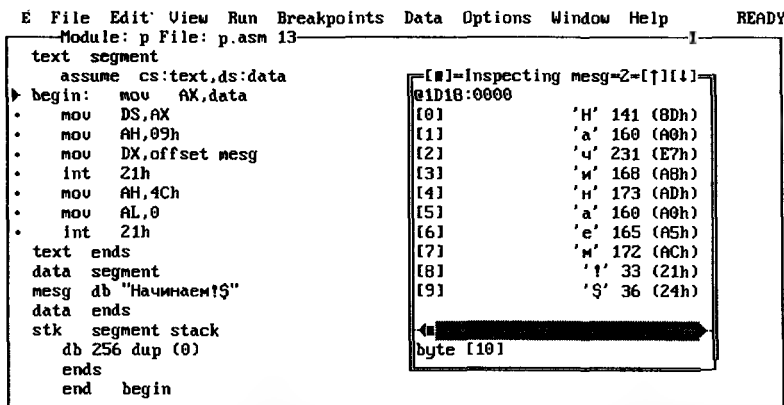 E File Edit View Run Breakpoints Data Options Window Help READY
Module: p File: p.asm 13
text segment
assume cs:text,ds:data
begin: mov AX,data
mov DS,AX
mov AH,09h
mov DX,offset mesg
int 21h
mov AH,4Ch
mov AL,0
int 21h
text ends
data segment
mesg db "Начинаем!$"
data ends
stk segment stack
db 256 dup (0)
ends
end begin
[■]=Inspecting mesg=2=[↑][↓]
@1D18:0000
[0] 'Н' 141 (8Dh)
[1] 'а' 160 (A0h)
[2] 'ч' 231 (E7h)
[3] 'и' 168 (A8h)
[4] 'н' 173 (ADh)
[5] 'а' 160 (A0h)
[6] 'е' 165 (A5h)
[7] 'м' 172 (ACh)
[8] '!' 33 (21h)
[9] '$' 36 (24h)
byte [10]